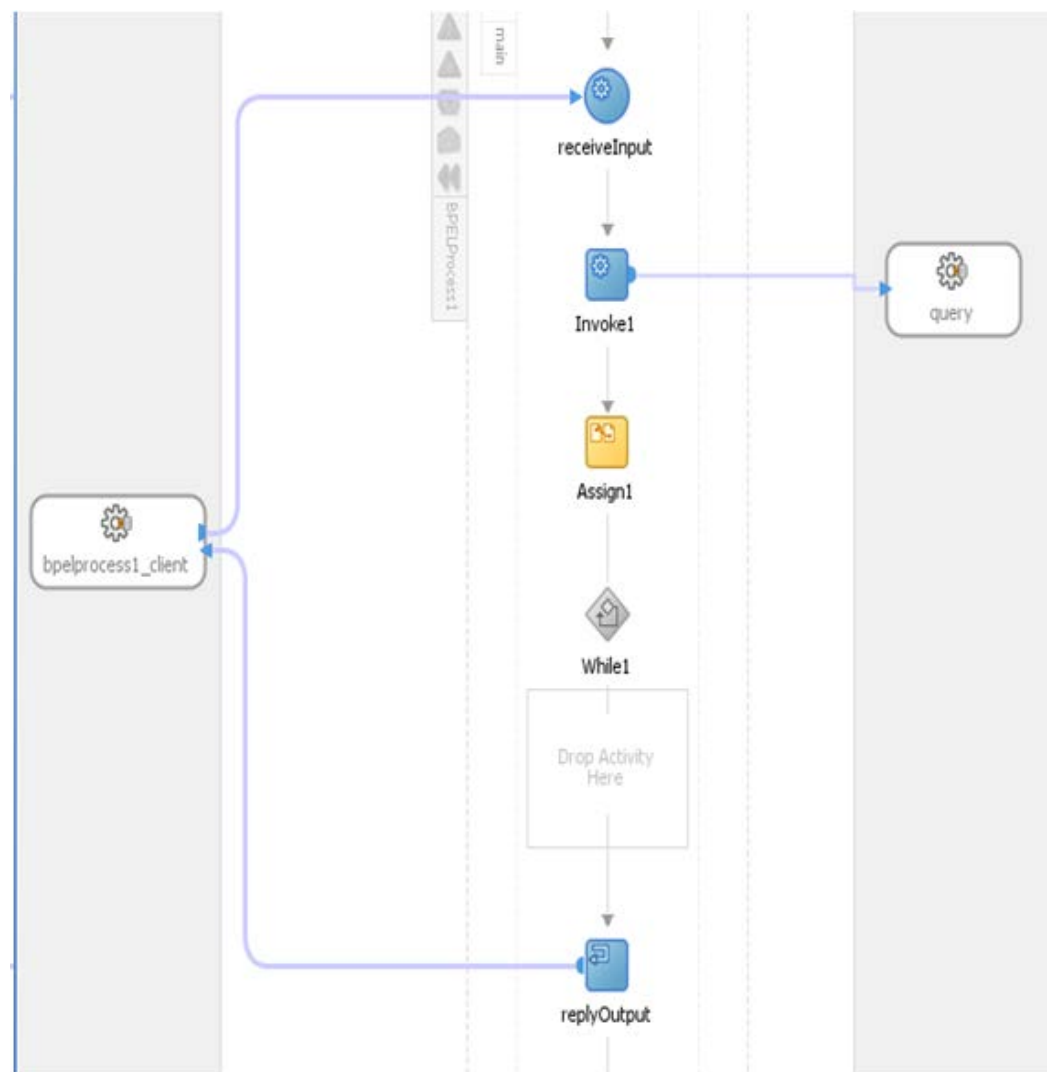 main
receiveInput
BPELProcess1
Invoke1
query
Assign1
bpelprocess1_client
While1
Drop Activity
Here
replyOutput